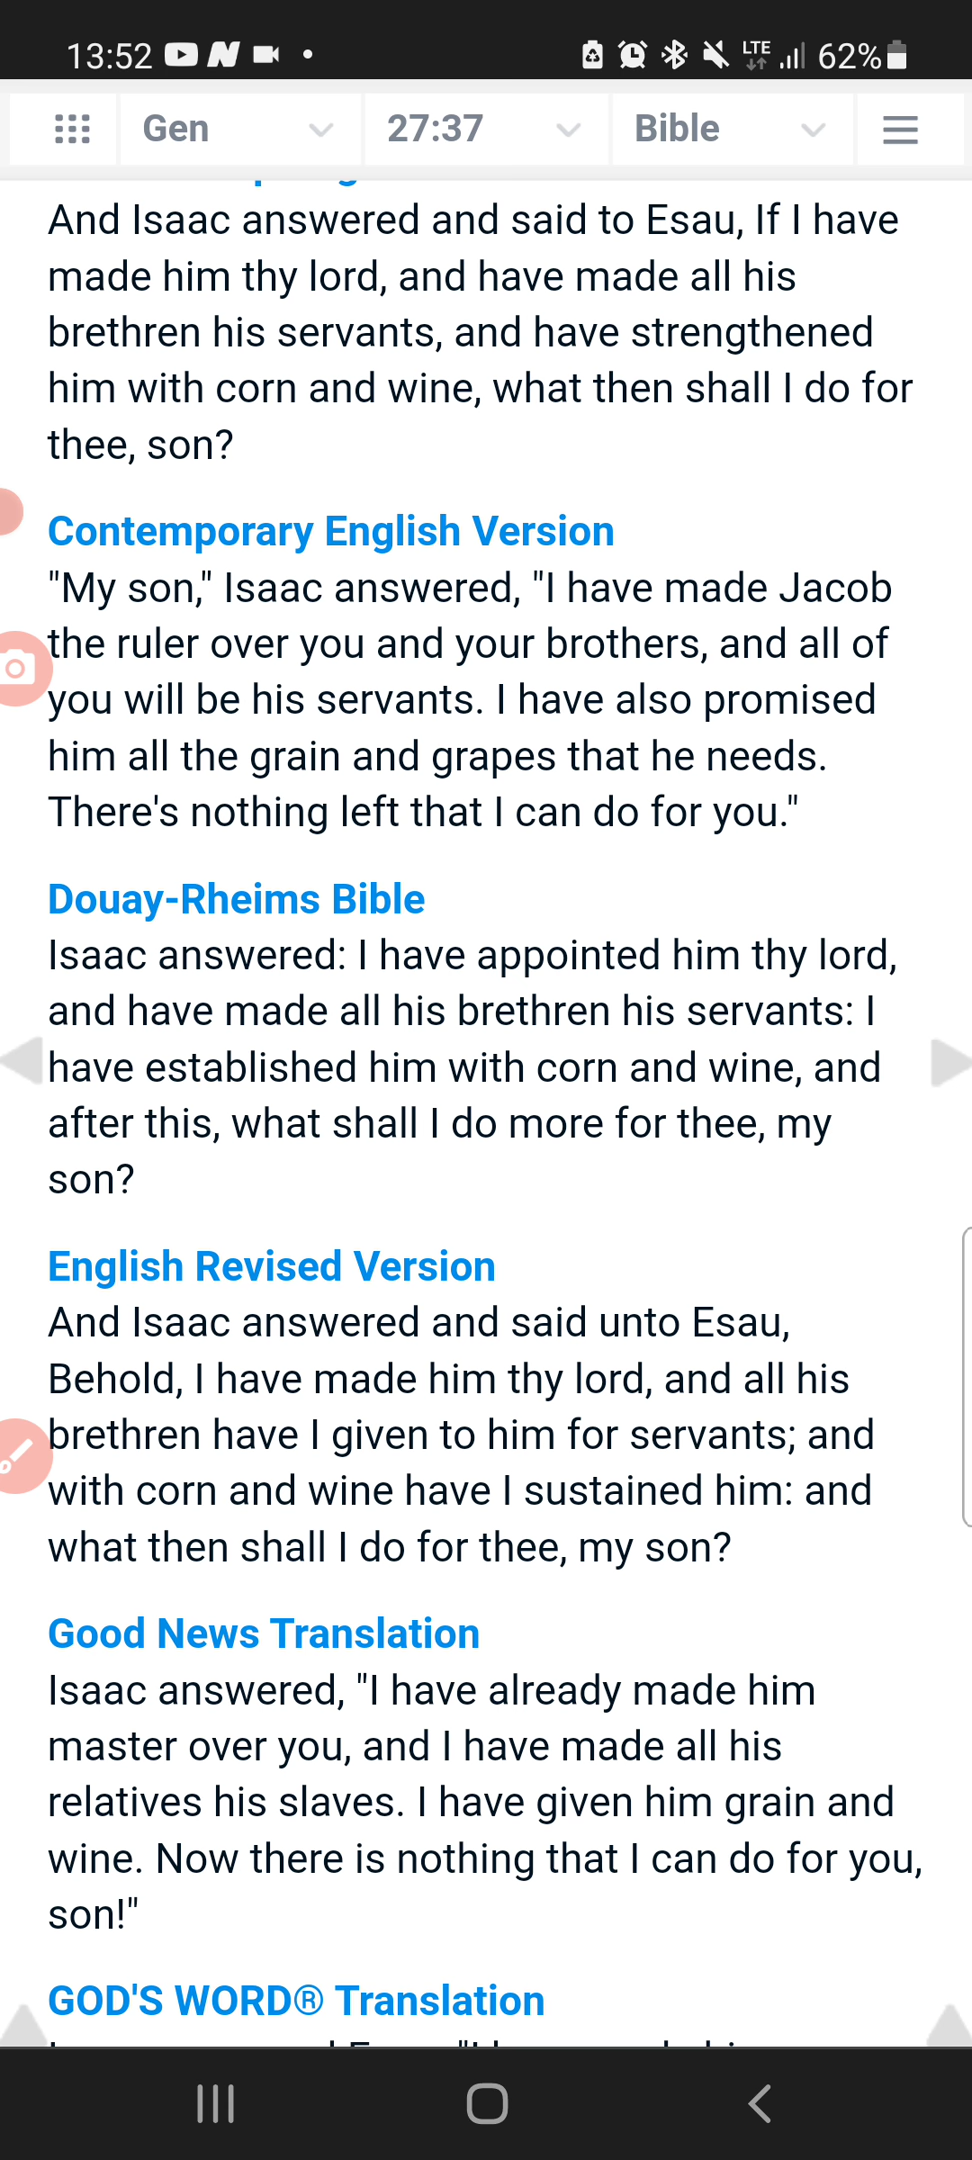 13:52
LTE
62%
Gen
27:37
Bible
And Isaac answered and said to Esau, If I have
made him thy lord, and have made all his
brethren his servants, and have strengthened
him with corn and wine, what then shall I do for
thee, son?
Contemporary English Version
"My son," Isaac answered, "I have made Jacob
the ruler over you and your brothers, and all of
you will be his servants. I have also promised
him all the grain and grapes that he needs.
There's nothing left that I can do for you."
Douay-Rheims Bible
Isaac answered: I have appointed him thy lord,
and have made all his brethren his servants: I
have established him with corn and wine, and
after this, what shall I do more for thee, my
son?
English Revised Version
And Isaac answered and said unto Esau,
Behold, I have made him thy lord, and all his
brethren have I given to him for servants; and
with corn and wine have I sustained him: and
what then shall I do for thee, my son?
Good News Translation
Isaac answered, "I have already made him
master over you, and I have made all his
relatives his slaves. I have given him grain and
wine. Now there is nothing that I can do for you,
son!"
GOD'S WORD® Translation